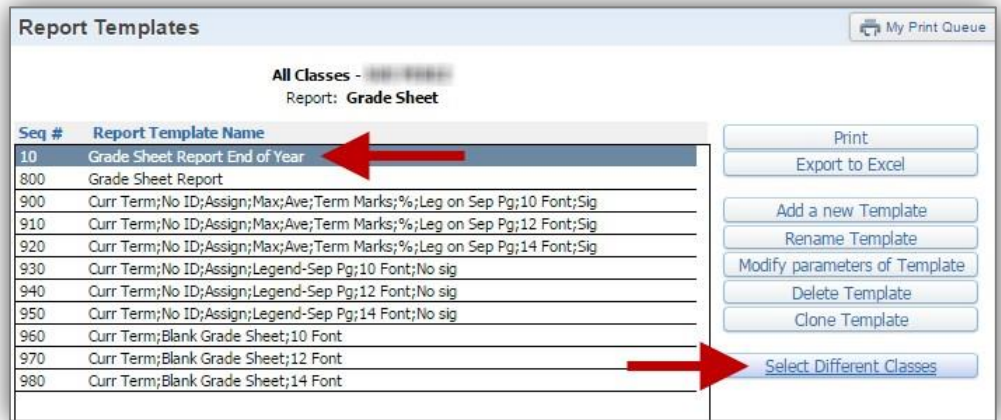 Report Templates
My Print Queue
All Classes -
Report: Grade Sheet
Seq # Report Template Name
10 Grade Sheet Report End of Year
800 Grade Sheet Report
900 Curr Term;No ID;Assign;Max;Ave;Term Marks;%;Leg on Sep Pg;10 Font;Sig
910 Curr Term;No ID;Assign;Max;Ave;Term Marks;%;Leg on Sep Pg;12 Font;Sig
920 Curr Term;No ID;Assign;Max;Ave;Term Marks;%;Leg on Sep Pg;14 Font;Sig
930 Curr Term;No ID;Assign;Legend-Sep Pg;10 Font;No sig
940 Curr Term;No ID;Assign;Legend-Sep Pg;12 Font;No sig
950 Curr Term;No ID;Assign;Legend-Sep Pg;14 Font;No sig
960 Curr Term;Blank Grade Sheet;10 Font
970 Curr Term;Blank Grade Sheet;12 Font
980 Curr Term;Blank Grade Sheet;14 Font
Print
Export to Excel
Add a new Template
Rename Template
Modify parameters of Template
Delete Template
Clone Template
Select Different Classes